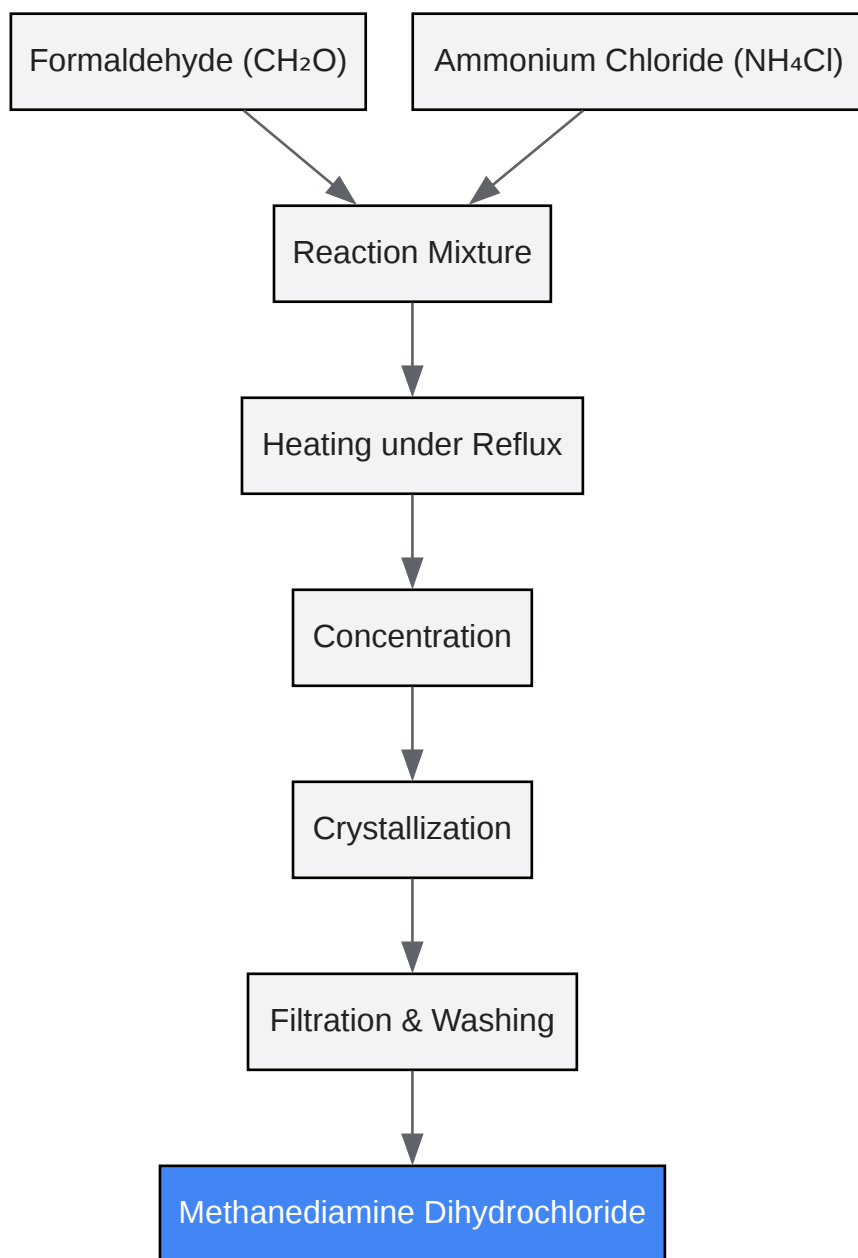 Formaldehyde (CH₂O)
Ammonium Chloride (NH₄Cl)
Reaction Mixture
Heating under Reflux
Concentration
Crystallization
Filtration & Washing
Methanediamine Dihydrochloride